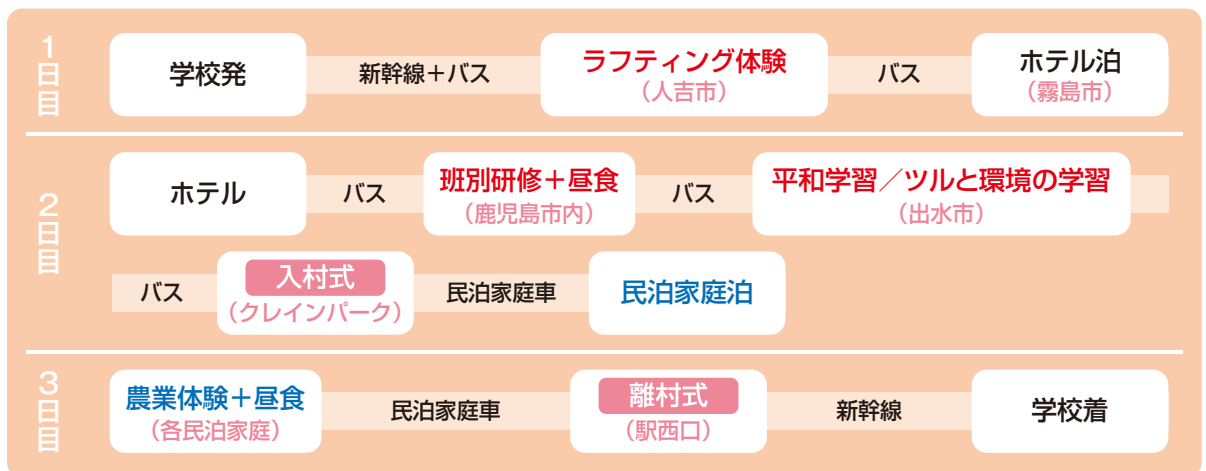 1日目
学校発
新幹線＋バス
ラフティング体験
（人吉市）
バス
ホテル泊
（霧島市）
2日目
ホテル
バス
班別研修＋昼食
（鹿児島市内）
バス
平和学習／ツルと環境の学習
（出水市）
バス
入村式
（クレインパーク）
民泊家庭車
民泊家庭泊
3日目
農業体験＋昼食
（各民泊家庭）
民泊家庭車
離村式
（駅西口）
新幹線
学校着